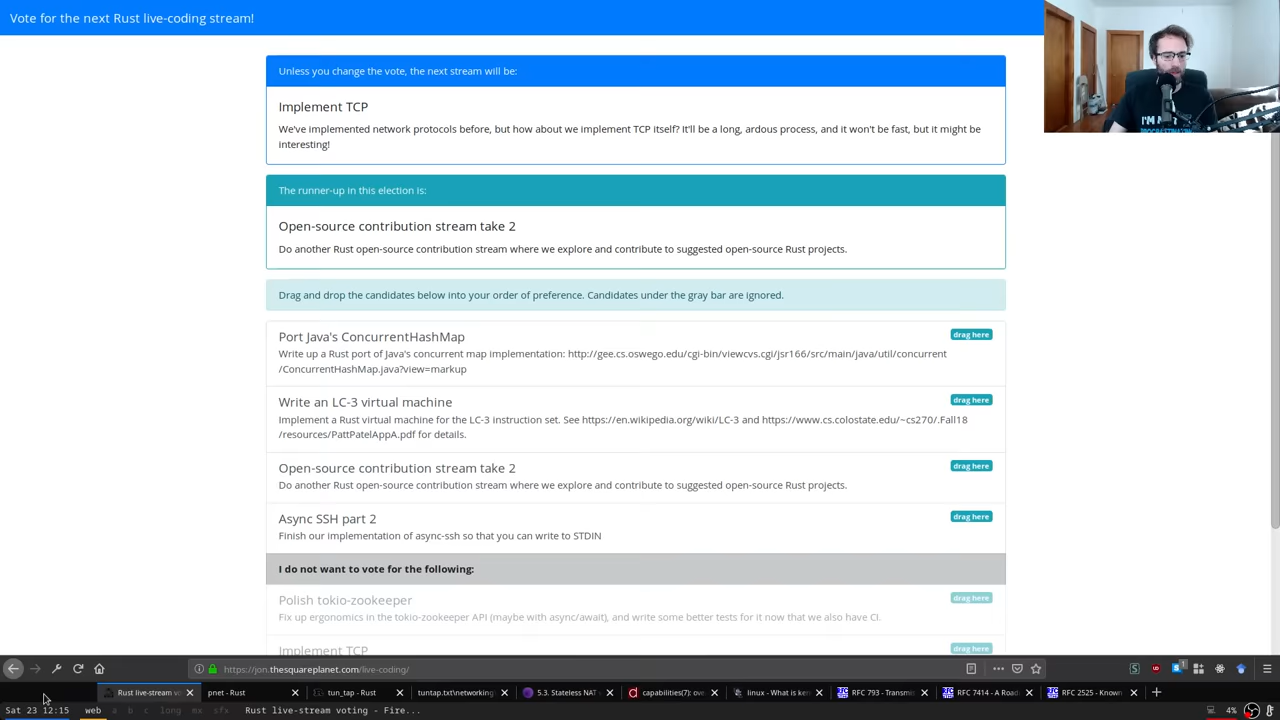 Vote for the next Rust live-coding stream!
Unless you change the vote, the next stream will be:
Implement TCP
We've implemented network protocols before, but how about we implement TCP itself? It'll be a long, ardous process, and it won't be fast, but it might be
interesting!
The runner-up in this election is:
Open-source contribution stream take 2
Do another Rust open-source contribution stream where we explore and contribute to suggested open-source Rust projects.
Drag and drop the candidates below into your order of preference. Candidates under the gray bar are ignored.
Port Java's ConcurrentHashMap
drag here
Write up a Rust port of Java's concurrent map implementation: http://gee.cs.oswego.edu/cgi-bin/viewcvs.cgi/jsr166/src/main/java/util/concurrent
/ConcurrentHashMap.java?view=markup
Write an LC-3 virtual machine
drag here
Implement a Rust virtual machine for the LC-3 instruction set. See https://en.wikipedia.org/wiki/LC-3 and https://www.cs.colostate.edu/~cs270/.Fall18
/resources/PattPatelAppA.pdf for details.
Open-source contribution stream take 2
drag here
Do another Rust open-source contribution stream where we explore and contribute to suggested open-source Rust projects.
Async SSH part 2
drag here
Finish our implementation of async-ssh so that you can write to STDIN
I do not want to vote for the following:
Polish tokio-zookeeper
drag here
Fix up ergonomics in the tokio-zookeeper API (maybe with async/await), and write some better tests for it now that we also have CI.
Implement TCP
drag here
https://jon.thesquareplanet.com/live-coding/
Rust live-stream vo
pnet - Rust
tun_tap - Rust
tuntap.txt\networking
5.3. Stateless NAT
capabilities(7): ove
linux - What is ker
RFC 793 - Transmi
RFC 7414 - A Roadi
RFC 2525 - Known
Sat 23 12:15 web a b c long mx sfx Rust live-stream voting - Fire... 4%
I'M N